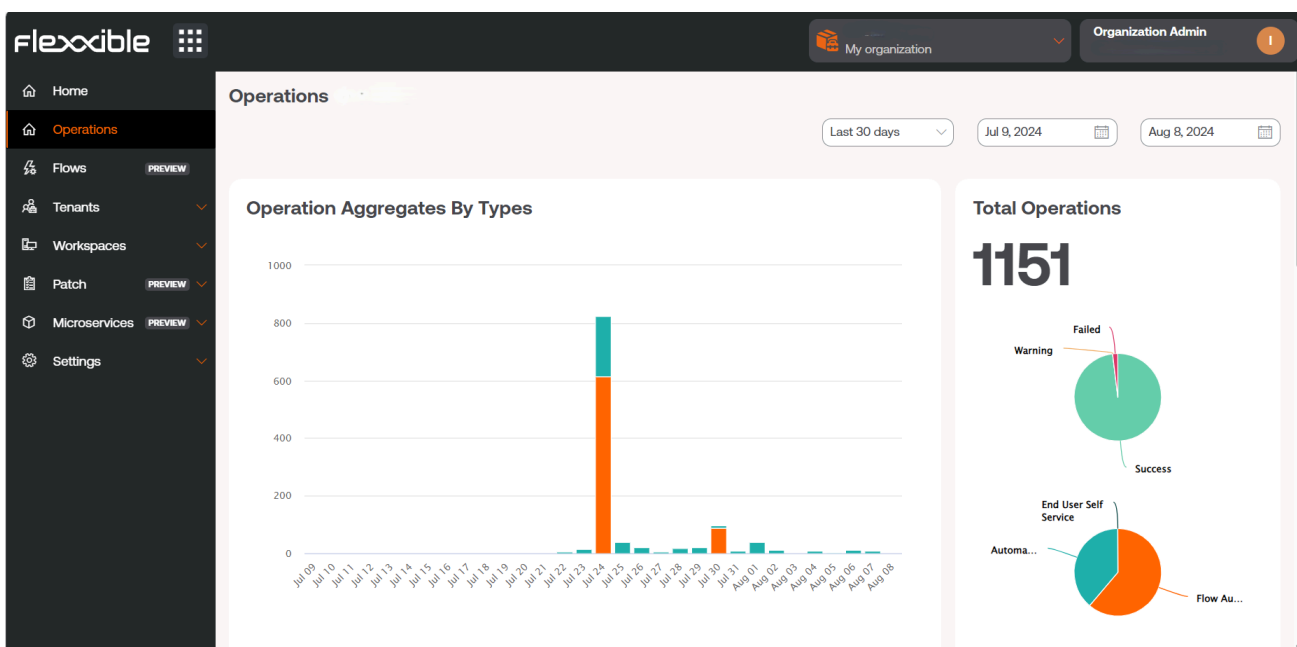 Flexxible
My organization
Organization Admin
I
Home
Operations
Flows PREVIEW
Tenants
Workspaces
Patch PREVIEW
Microservices PREVIEW
Settings
Operations
Last 30 days
Jul 9, 2024
Aug 8, 2024
Operation Aggregates By Types
1000
800
600
400
200
0
Jul 09
Jul 10
Jul 11
Jul 12
Jul 13
Jul 14
Jul 15
Jul 16
Jul 17
Jul 18
Jul 19
Jul 20
Jul 21
Jul 22
Jul 23
Jul 24
Jul 25
Jul 26
Jul 27
Jul 28
Jul 29
Jul 30
Jul 31
Aug 01
Aug 02
Aug 03
Aug 04
Aug 05
Aug 06
Aug 07
Aug 08
Total Operations
1151
Failed
Warning
Success
End User Self
Service
Automa...
Flow Au...